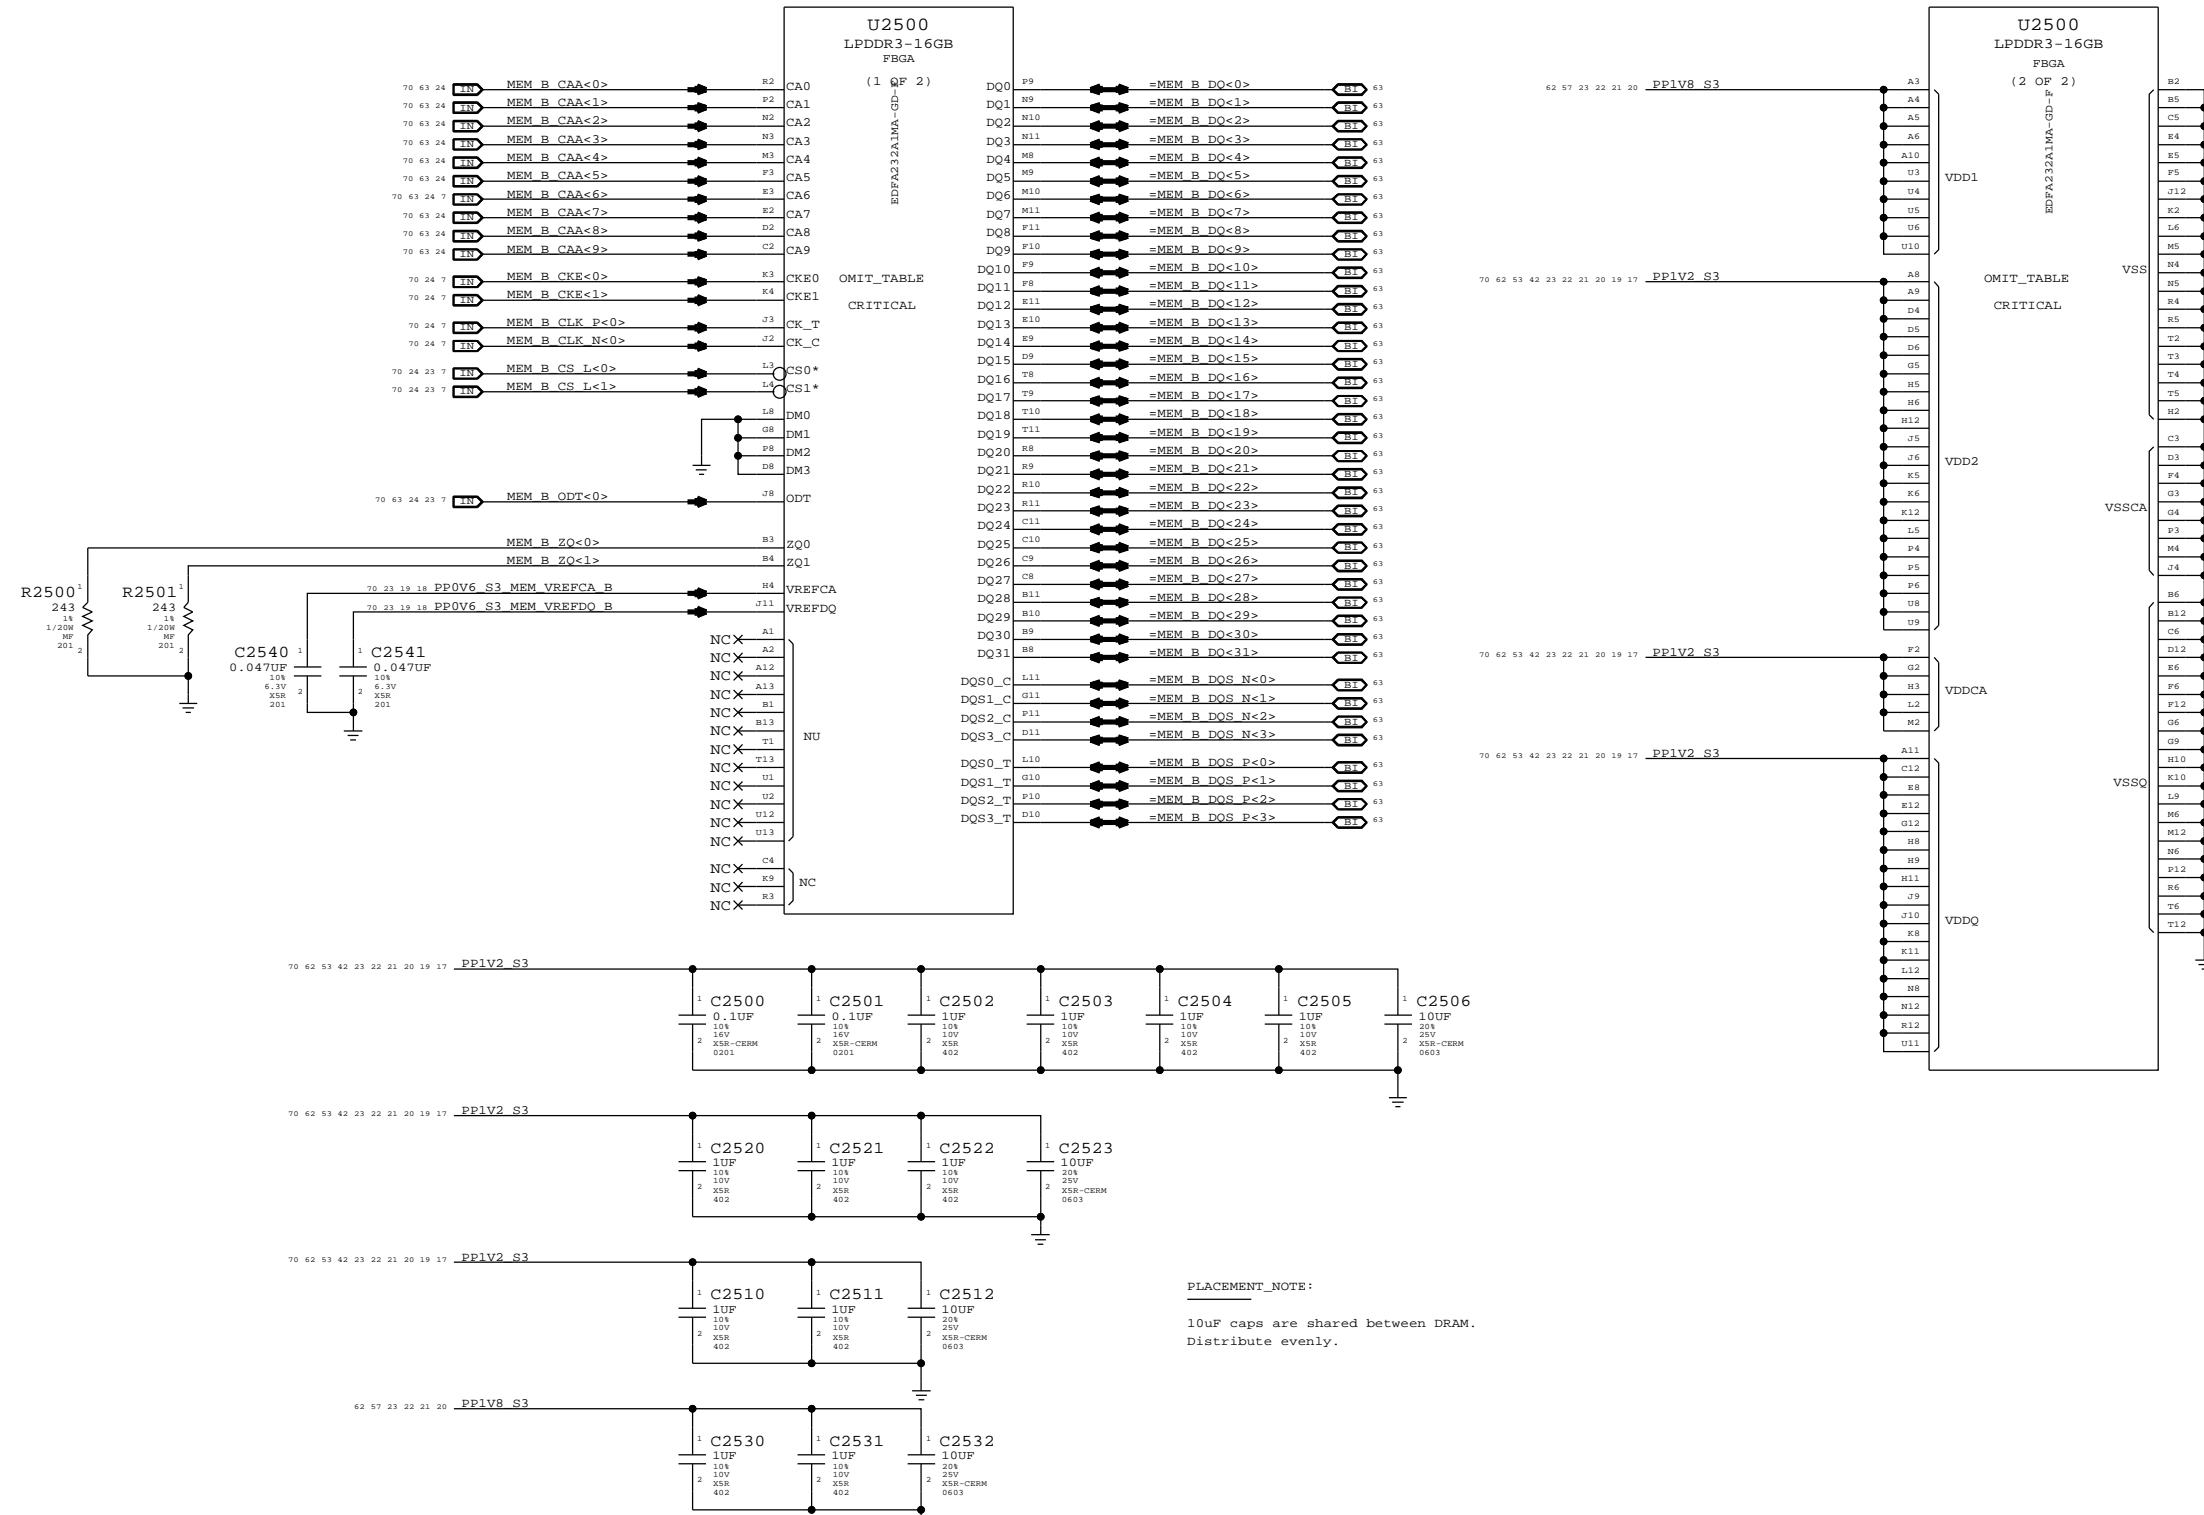 U2500
LPDDR3-16GB
FBGA
(1 OF 2)
EDFA232A1MA-GD-F
OMIT_TABLE
CRITICAL
70 63 24 IN MEM_B_CAA<0> R2 CA0
70 63 24 IN MEM_B_CAA<1> P2 CA1
70 63 24 IN MEM_B_CAA<2> N2 CA2
70 63 24 IN MEM_B_CAA<3> N3 CA3
70 63 24 IN MEM_B_CAA<4> M3 CA4
70 63 24 IN MEM_B_CAA<5> F3 CA5
70 63 24 7 IN MEM_B_CAA<6> E3 CA6
70 63 24 IN MEM_B_CAA<7> E2 CA7
70 63 24 IN MEM_B_CAA<8> D2 CA8
70 63 24 IN MEM_B_CAA<9> C2 CA9
70 24 7 IN MEM_B_CKE<0> K3 CKE0
70 24 7 IN MEM_B_CKE<1> K4 CKE1
70 24 7 IN MEM_B_CLK_P<0> J3 CK_T
70 24 7 IN MEM_B_CLK_N<0> J2 CK_C
70 24 23 7 IN MEM_B_CS_L<0> L3 CS0*
70 24 23 7 IN MEM_B_CS_L<1> L4 CS1*
L8 DM0
G8 DM1
P8 DM2
D8 DM3
70 63 24 23 7 IN MEM_B_ODT<0> J8 ODT
MEM_B_ZQ<0> B3 ZQ0
MEM_B_ZQ<1> B4 ZQ1
70 23 19 18 PP0V6_S3_MEM_VREFCA_B H4 VREFCA
70 23 19 18 PP0V6_S3_MEM_VREFDQ_B J11 VREFDQ
R2500 1
243
1%
1/20W
MF
201 2
R2501 1
243
1%
1/20W
MF
201 2
C2540 1
0.047UF
10%
6.3V 2
X5R
201
1 C2541
0.047UF
10%
2 6.3V
X5R
201
NC A1
NC A2
NC A12
NC A13
NC B1
NC B13
NC T1
NC T13
NC U1
NC U2
NC U12
NC U13
NU
NC C4
NC K9
NC R3
NC
DQ0 P9 =MEM_B_DQ<0> BI 63
DQ1 N9 =MEM_B_DQ<1> BI 63
DQ2 N10 =MEM_B_DQ<2> BI 63
DQ3 N11 =MEM_B_DQ<3> BI 63
DQ4 M8 =MEM_B_DQ<4> BI 63
DQ5 M9 =MEM_B_DQ<5> BI 63
DQ6 M10 =MEM_B_DQ<6> BI 63
DQ7 M11 =MEM_B_DQ<7> BI 63
DQ8 F11 =MEM_B_DQ<8> BI 63
DQ9 F10 =MEM_B_DQ<9> BI 63
DQ10 F9 =MEM_B_DQ<10> BI 63
DQ11 F8 =MEM_B_DQ<11> BI 63
DQ12 E11 =MEM_B_DQ<12> BI 63
DQ13 E10 =MEM_B_DQ<13> BI 63
DQ14 E9 =MEM_B_DQ<14> BI 63
DQ15 D9 =MEM_B_DQ<15> BI 63
DQ16 T8 =MEM_B_DQ<16> BI 63
DQ17 T9 =MEM_B_DQ<17> BI 63
DQ18 T10 =MEM_B_DQ<18> BI 63
DQ19 T11 =MEM_B_DQ<19> BI 63
DQ20 R8 =MEM_B_DQ<20> BI 63
DQ21 R9 =MEM_B_DQ<21> BI 63
DQ22 R10 =MEM_B_DQ<22> BI 63
DQ23 R11 =MEM_B_DQ<23> BI 63
DQ24 C11 =MEM_B_DQ<24> BI 63
DQ25 C10 =MEM_B_DQ<25> BI 63
DQ26 C9 =MEM_B_DQ<26> BI 63
DQ27 C8 =MEM_B_DQ<27> BI 63
DQ28 B11 =MEM_B_DQ<28> BI 63
DQ29 B10 =MEM_B_DQ<29> BI 63
DQ30 B9 =MEM_B_DQ<30> BI 63
DQ31 B8 =MEM_B_DQ<31> BI 63
DQS0_C L11 =MEM_B_DQS_N<0> BI 63
DQS1_C G11 =MEM_B_DQS_N<1> BI 63
DQS2_C P11 =MEM_B_DQS_N<2> BI 63
DQS3_C D11 =MEM_B_DQS_N<3> BI 63
DQS0_T L10 =MEM_B_DQS_P<0> BI 63
DQS1_T G10 =MEM_B_DQS_P<1> BI 63
DQS2_T P10 =MEM_B_DQS_P<2> BI 63
DQS3_T D10 =MEM_B_DQS_P<3> BI 63
U2500
LPDDR3-16GB
FBGA
(2 OF 2)
EDFA232A1MA-GD-F
OMIT_TABLE
CRITICAL
62 57 23 22 21 20 PP1V8_S3 A3
A4
A5
A6
A10
U3
U4
U5
U6
U10
VDD1
70 62 53 42 23 22 21 20 19 17 PP1V2_S3 A8
A9
D4
D5
D6
G5
H5
H6
H12
J5
J6
K5
K6
K12
L5
P4
P5
P6
U8
U9
VDD2
70 62 53 42 23 22 21 20 19 17 PP1V2_S3 F2
G2
H3
L2
M2
VDDCA
70 62 53 42 23 22 21 20 19 17 PP1V2_S3 A11
C12
E8
E12
G12
H8
H9
H11
J9
J10
K8
K11
L12
N8
N12
R12
U11
VDDQ
VSS
B2
B5
C5
E4
E5
F5
J12
K2
L6
M5
N4
N5
R4
R5
T2
T3
T4
T5
H2
VSSCA
C3
D3
F4
G3
G4
P3
M4
J4
VSSQ
B6
B12
C6
D12
E6
F6
F12
G6
G9
H10
K10
L9
M6
M12
N6
P12
R6
T6
T12
70 62 53 42 23 22 21 20 19 17 PP1V2_S3
1 C2500
0.1UF
10%
16V
2 X5R-CERM
0201
1 C2501
0.1UF
10%
16V
2 X5R-CERM
0201
1 C2502
1UF
10%
10V
2 X5R
402
1 C2503
1UF
10%
10V
2 X5R
402
1 C2504
1UF
10%
10V
2 X5R
402
1 C2505
1UF
10%
10V
2 X5R
402
1 C2506
10UF
20%
25V
2 X5R-CERM
0603
70 62 53 42 23 22 21 20 19 17 PP1V2_S3
1 C2520
1UF
10%
10V
2 X5R
402
1 C2521
1UF
10%
10V
2 X5R
402
1 C2522
1UF
10%
10V
2 X5R
402
1 C2523
10UF
20%
25V
2 X5R-CERM
0603
70 62 53 42 23 22 21 20 19 17 PP1V2_S3
1 C2510
1UF
10%
10V
2 X5R
402
1 C2511
1UF
10%
10V
2 X5R
402
1 C2512
10UF
20%
25V
2 X5R-CERM
0603
PLACEMENT_NOTE:
10uF caps are shared between DRAM.
Distribute evenly.
62 57 23 22 21 20 PP1V8_S3
1 C2530
1UF
10%
10V
2 X5R
402
1 C2531
1UF
10%
10V
2 X5R
402
1 C2532
10UF
20%
25V
2 X5R-CERM
0603